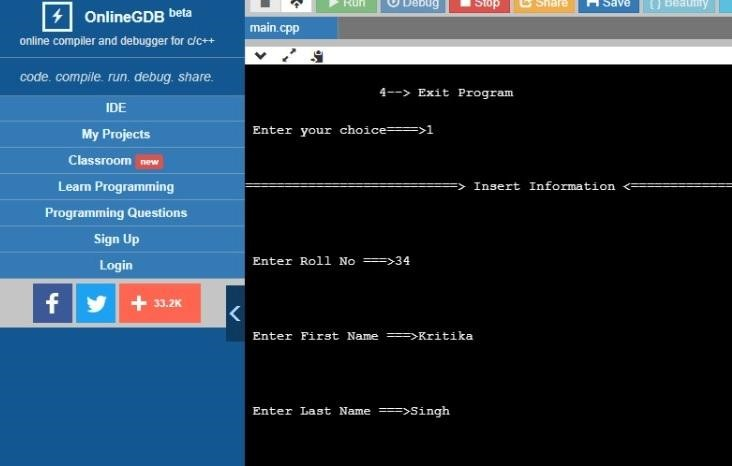 OnlineGDB beta
online compiler and debugger for c/c++
code. compile. run. debug. share.
IDE
My Projects
Classroom new
Learn Programming
Programming Questions
Sign Up
Login
33.2K
Run Debug Stop Share Save {} Beautify
main.cpp
4--> Exit Program
Enter your choice====>1
============================> Insert Information <=============
Enter Roll No ===>34
Enter First Name ===>Kritika
Enter Last Name ===>Singh